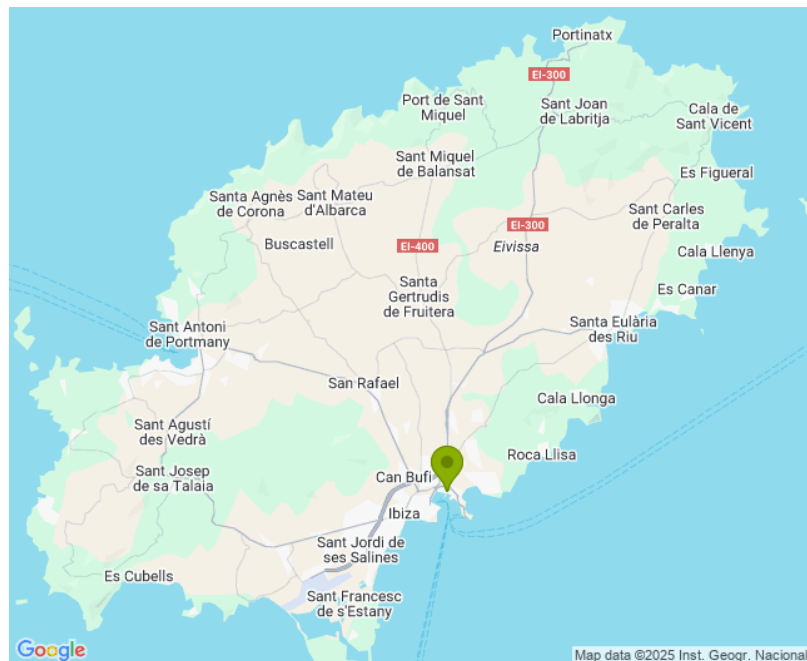 Portinatx
EI-300
Port de Sant
Miquel
Sant Joan
de Labritja
Cala de
Sant Vicent
Sant Miquel
de Balansat
Es Figueral
Santa Agnès
de Corona
Sant Mateu
d'Albarca
Sant Carles
de Peralta
EI-300
Buscastell
EI-400
Eivissa
Cala Llenya
Santa
Gertrudis
de Fruitera
Es Canar
Sant Antoni
de Portmany
Santa Eulària
des Riu
San Rafael
Cala Llonga
Sant Agustí
des Vedrà
Roca Llisa
Sant Josep
de sa Talaia
Can Bufi
Ibiza
Sant Jordi de
ses Salines
Es Cubells
Sant Francesc
de s'Estany
Google
Map data ©2025 Inst. Geogr. Nacional